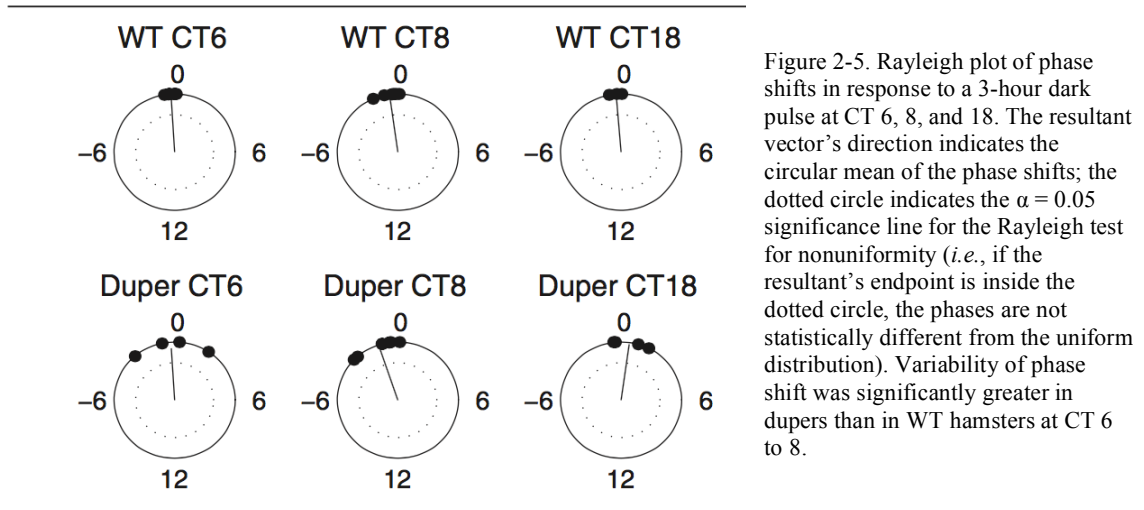 WT CT6
WT CT8
WT CT18
0
0
0
−6
6
−6
6
−6
6
12
12
12
Duper CT6
Duper CT8
Duper CT18
0
0
0
−6
6
−6
6
−6
6
12
12
12
Figure 2-5. Rayleigh plot of phase
shifts in response to a 3-hour dark
pulse at CT 6, 8, and 18. The resultant
vector’s direction indicates the
circular mean of the phase shifts; the
dotted circle indicates the α = 0.05
significance line for the Rayleigh test
for nonuniformity (i.e., if the
resultant’s endpoint is inside the
dotted circle, the phases are not
statistically different from the uniform
distribution). Variability of phase
shift was significantly greater in
dupers than in WT hamsters at CT 6
to 8.